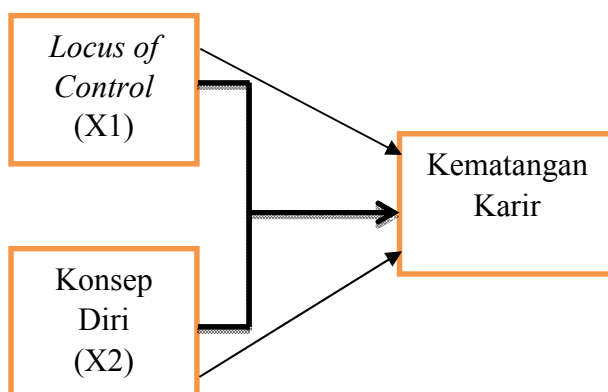 Locus of
Control
(X1)
Kematangan
Karir
Konsep
Diri
(X2)